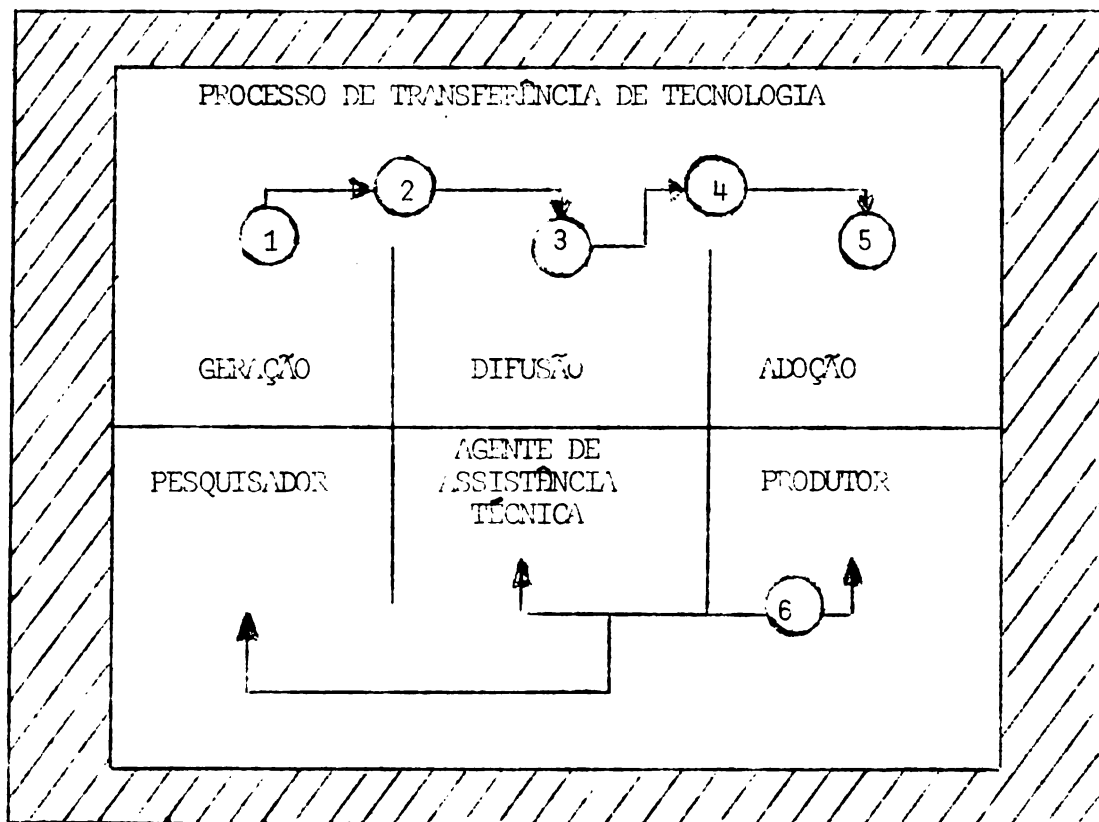 PROCESSO DE TRANSFERÊNCIA DE TECNOLOGIA
2
4
1
3
5
GERAÇÃO
DIFUSÃO
ADOÇÃO
PESQUISADOR
AGENTE DE
ASSISTÊNCIA
TÉCNICA
PRODUTOR
6